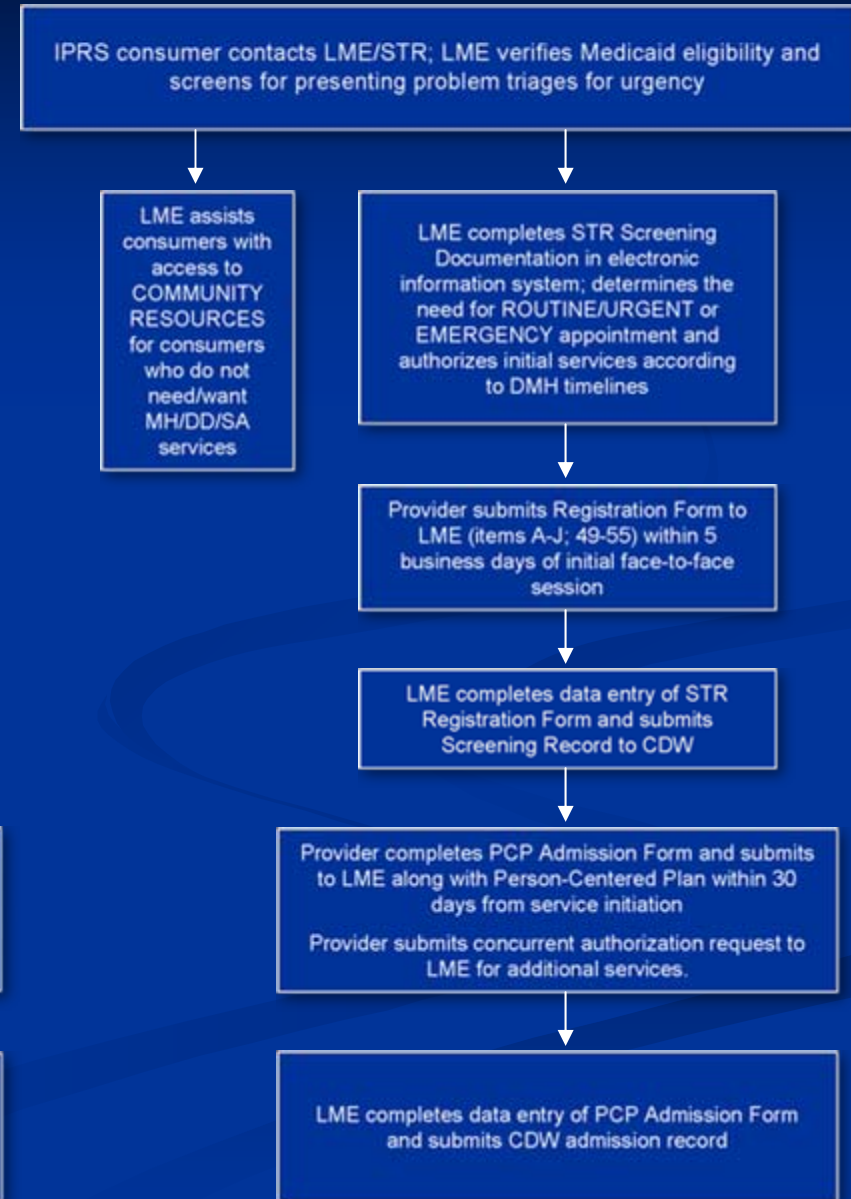 IPRS consumer contacts LME/STR; LME verifies Medicaid eligibility and
screens for presenting problem triages for urgency
LME assists
consumers with
access to
COMMUNITY
RESOURCES
for consumers
who do not
need/want
MH/DD/SA
services
LME completes STR Screening
Documentation in electronic
information system; determines the
need for ROUTINE/URGENT or
EMERGENCY appointment and
authorizes initial services according
to DMH timelines
Provider submits Registration Form to
LME (items A-J; 49-55) within 5
business days of initial face-to-face
session
LME completes data entry of STR
Registration Form and submits
Screening Record to CDW
Provider completes PCP Admission Form and submits
to LME along with Person-Centered Plan within 30
days from service initiation
Provider submits concurrent authorization request to
LME for additional services.
LME completes data entry of PCP Admission Form
and submits CDW admission record